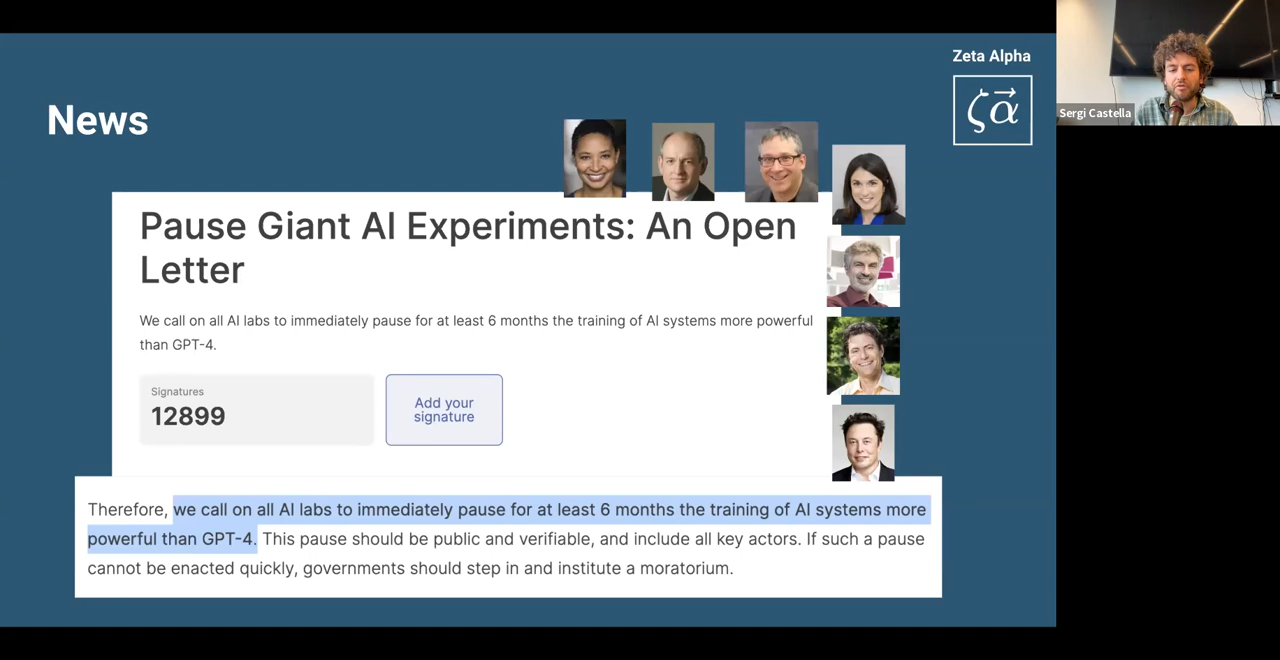 Zeta Alpha
ζα⃗
News
Sergi Castella
Pause Giant AI Experiments: An Open
Letter
We call on all AI labs to immediately pause for at least 6 months the training of AI systems more powerful
than GPT-4.
Signatures
12899
Add your
signature
Therefore, we call on all AI labs to immediately pause for at least 6 months the training of AI systems more
powerful than GPT-4. This pause should be public and verifiable, and include all key actors. If such a pause
cannot be enacted quickly, governments should step in and institute a moratorium.